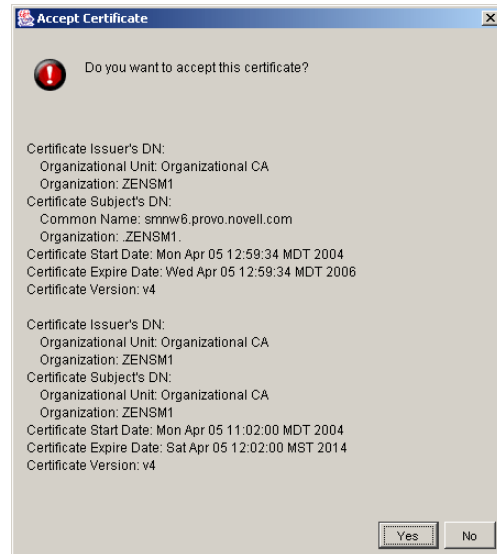 Accept Certificate
Do you want to accept this certificate?
Certificate Issuer's DN:
Organizational Unit: Organizational CA
Organization: ZENSM1
Certificate Subject's DN:
Common Name: smnw6.provo.novell.com
Organization: .ZENSM1.
Certificate Start Date: Mon Apr 05 12:59:34 MDT 2004
Certificate Expire Date: Wed Apr 05 12:59:34 MDT 2006
Certificate Version: v4
Certificate Issuer's DN:
Organizational Unit: Organizational CA
Organization: ZENSM1
Certificate Subject's DN:
Organizational Unit: Organizational CA
Organization: ZENSM1
Certificate Start Date: Mon Apr 05 11:02:00 MDT 2004
Certificate Expire Date: Sat Apr 05 12:02:00 MST 2014
Certificate Version: v4
Yes No